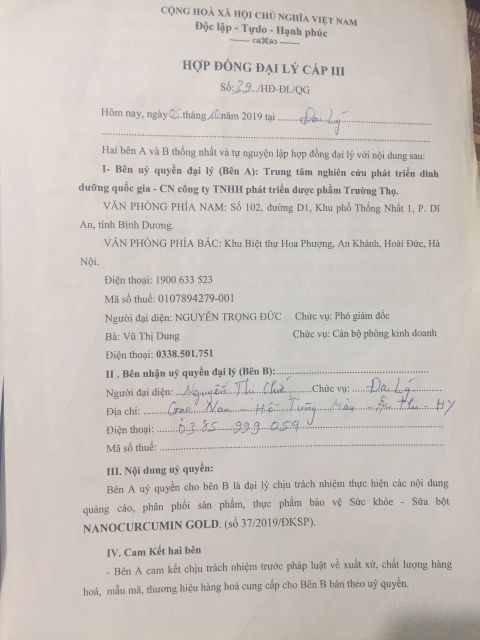 CỘNG HOÀ XÃ HỘI CHỦ NGHĨA VIỆT NAM
Độc lập - Tựdo - Hạnh phúc
HỢP ĐỒNG ĐẠI LÝ CẤP III
Số: 39 /HĐ-ĐL/QG
Hôm nay, ngày 05 tháng 10 năm 2019 tại Đại Lý
Hai bên A và B thống nhất và tự nguyện lập hợp đồng đại lý với nội dung sau:
I- Bên uỷ quyền đại lý (Bên A): Trung tâm nghiên cứu phát triển dinh
dưỡng quốc gia - CN công ty TNHH phát triển dược phẩm Trường Thọ.
VĂN PHÒNG PHÍA NAM: Số 102, đường D1, Khu phố Thống Nhất 1, P. Dĩ
An, tỉnh Bình Dương.
VĂN PHÒNG PHÍA BẮC: Khu Biệt thự Hoa Phượng, An Khánh, Hoài Đức, Hà
Nội.
Điện thoại: 1900 633 523
Mã số thuế: 0107894279-001
Người đại diện: NGUYỄN TRỌNG ĐỨC Chức vụ: Phó giám đốc
Bà: Vũ Thị Dung Chức vụ: Cán bộ phòng kinh doanh
Điện thoại: 0338.501.751
II . Bên nhận uỷ quyền đại lý (Bên B):
Người đại diện: Nguyễn Thị Chức vụ: Đại Lý
Địa chỉ: Nam - Hồ Tùng Mậu - Ân Thi - HY
Điện thoại: 0385 999 059
Mã số thuế:
III. Nội dung uỷ quyền:
Bên A uỷ quyền cho bên B là đại lý chịu trách nhiệm thực hiện các nội dung
quảng cáo, phân phối sản phẩm, thực phẩm bảo vệ Sức khỏe - Sữa bột
NANOCURCUMIN GOLD. (số 37/2019/ĐKSP).
IV. Cam Kết hai bên
- Bên A cam kết chịu trách nhiệm trước pháp luật về xuất xứ, chất lượng hàng
hoá, mẫu mã, thương hiệu hàng hoá cung cấp cho Bên B bán theo uỷ quyền.